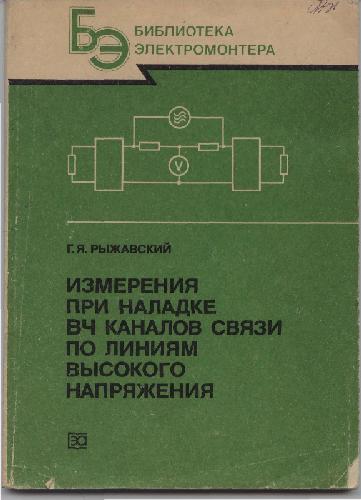 БЭ
БИБЛИОТЕКА
ЭЛЕКТРОМОНТЕРА
V
Г. Я. РЫЖАВСКИЙ
ИЗМЕРЕНИЯ
ПРИ НАЛАДКЕ
ВЧ КАНАЛОВ СВЯЗИ
ПО ЛИНИЯМ
ВЫСОКОГО
НАПРЯЖЕНИЯ